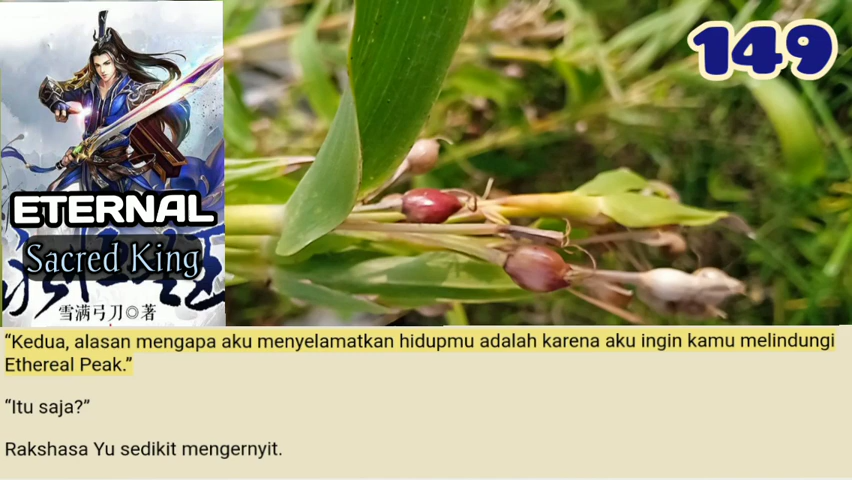 149
ETERNAL
Sacred King
雪满弓刀◎著
“Kedua, alasan mengapa aku menyelamatkan hidupmu adalah karena aku ingin kamu melindungi
Ethereal Peak.”
“Itu saja?”
Rakshasa Yu sedikit mengernyit.